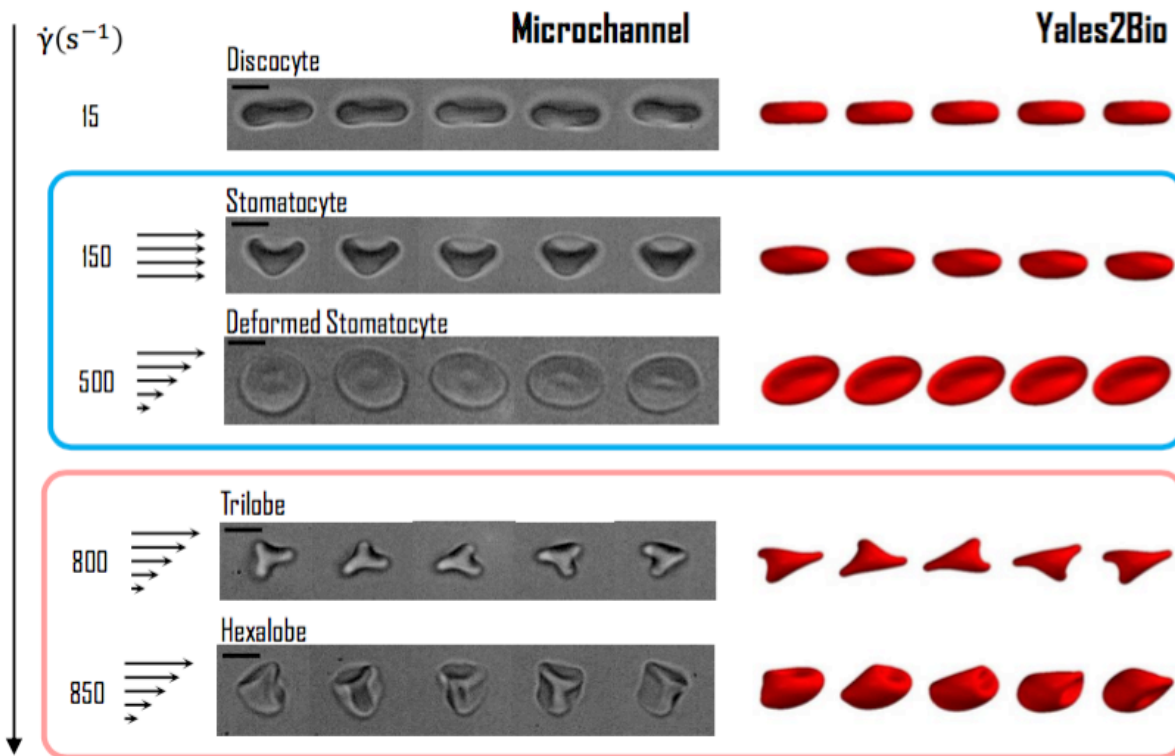 γ̇(s⁻¹) Microchannel Yales2Bio
Discocyte
15
Stomatocyte
150
Deformed Stomatocyte
500
Trilobe
800
Hexalobe
850